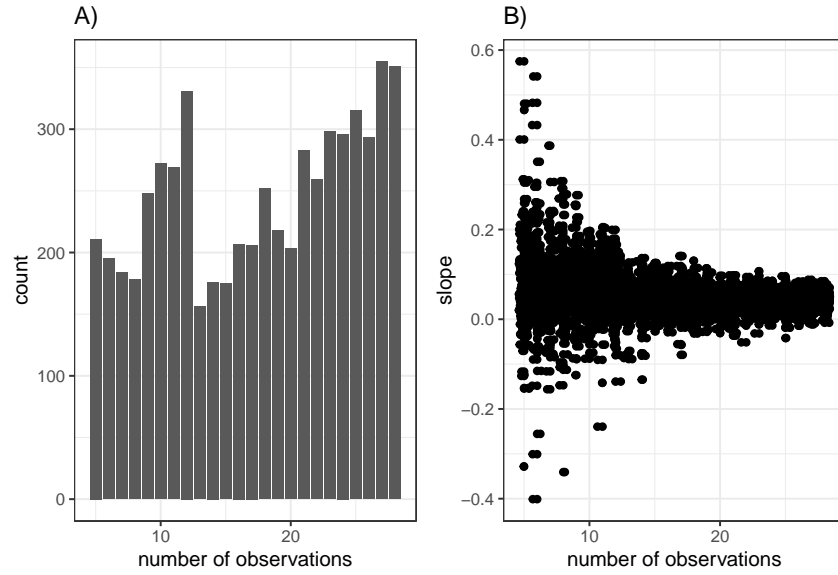 A)
300
200
100
0
10
20
count
number of observations
B)
0.6
0.4
0.2
0.0
−0.2
−0.4
10
20
slope
number of observations